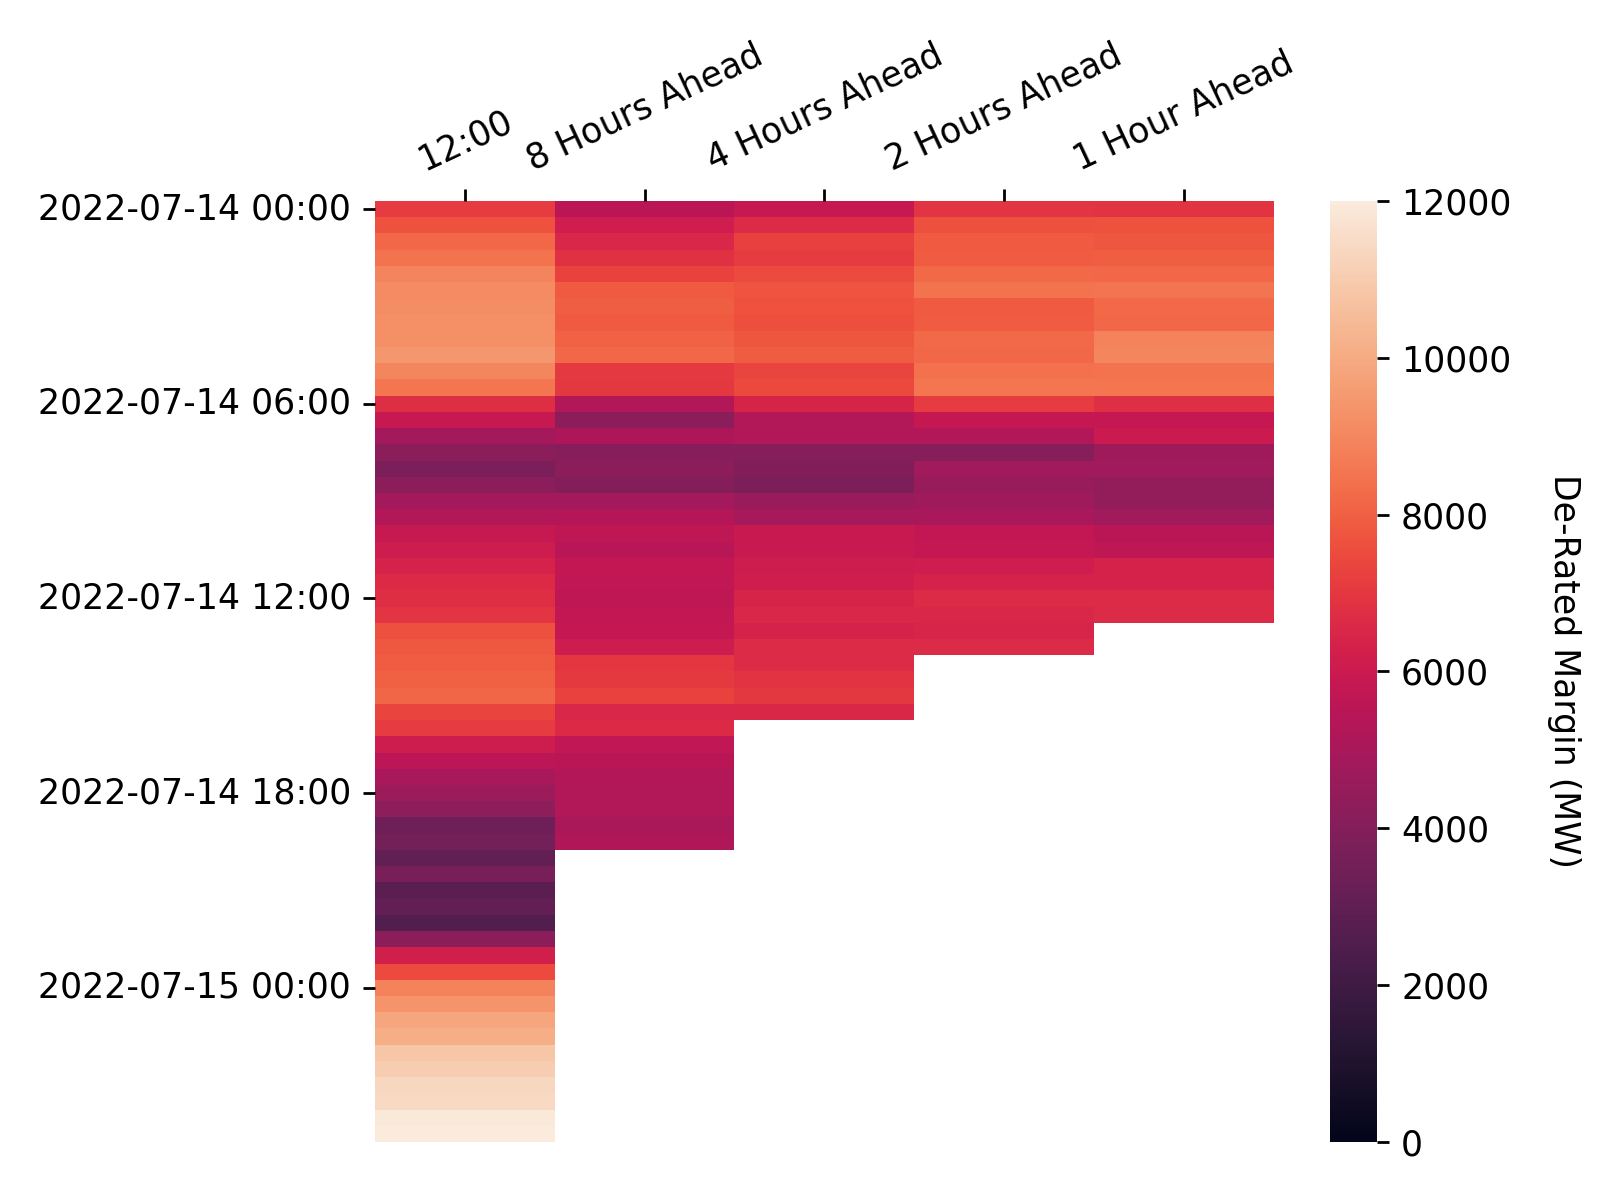 12:00
8 Hours Ahead
4 Hours Ahead
2 Hours Ahead
1 Hour Ahead
2022-07-14 00:00
2022-07-14 06:00
2022-07-14 12:00
2022-07-14 18:00
2022-07-15 00:00
12000
10000
8000
6000
4000
2000
0
De-Rated Margin (MW)